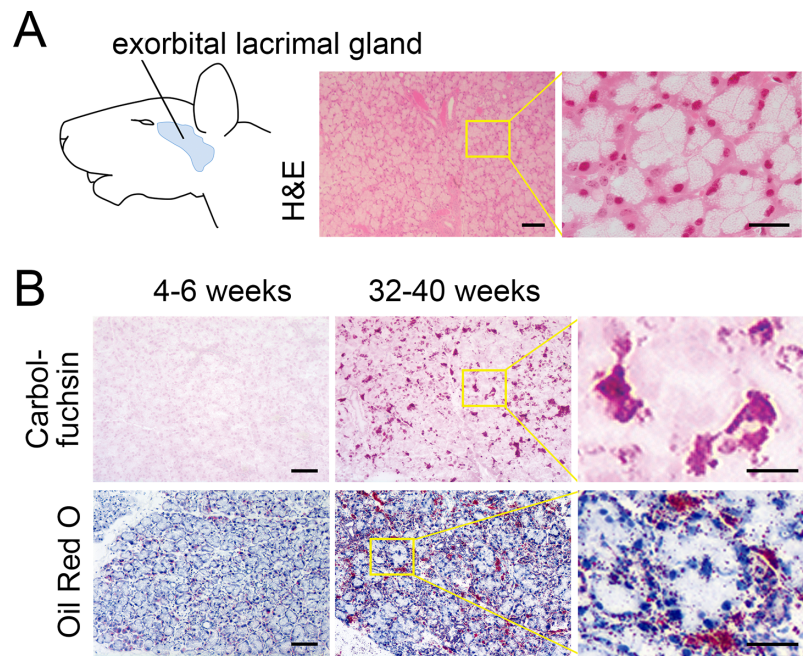 A
exorbital lacrimal gland
H&E
B
4-6 weeks
32-40 weeks
Carbol-
fuchsin
Oil Red O